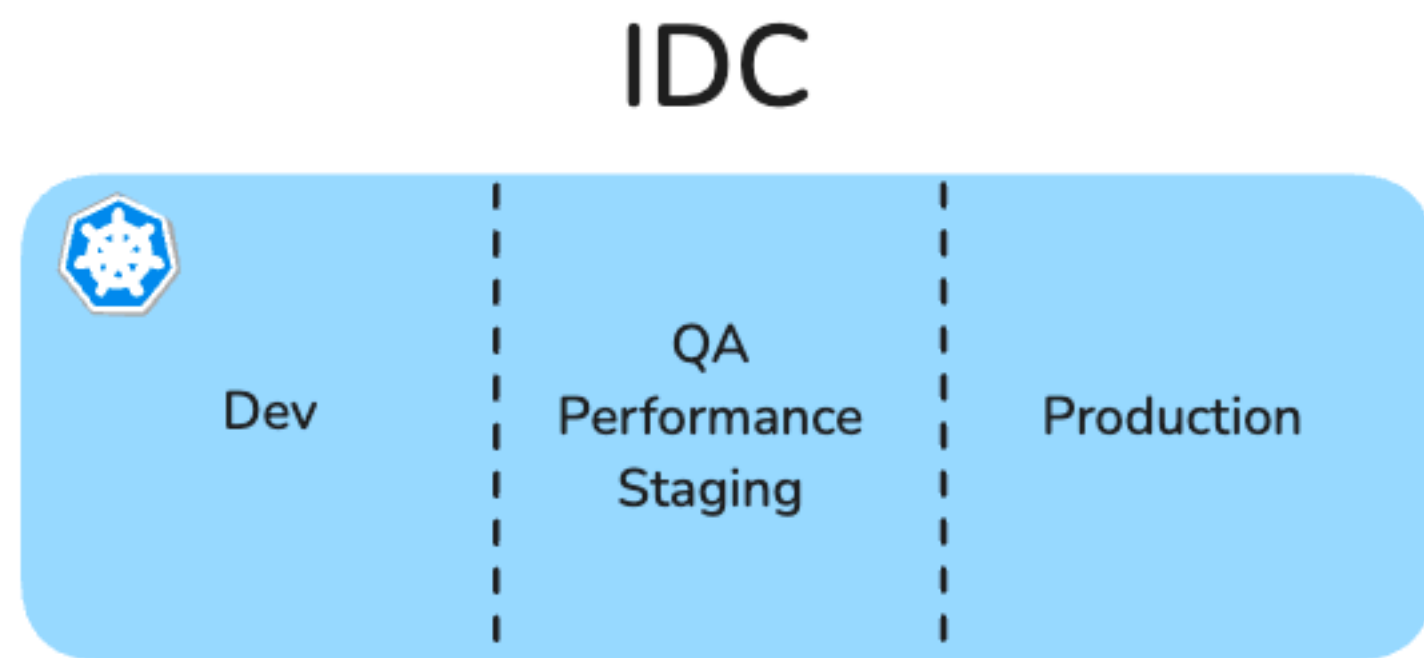 IDC
Dev
QA
Performance
Staging
Production